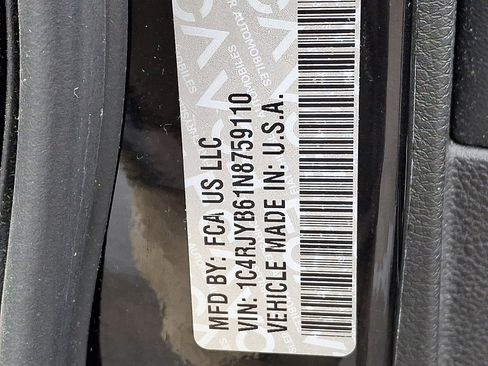 MFD BY: FCA US LLC
VIN: 1C4RJYB61N8759110
VEHICLE MADE IN: U.S.A.